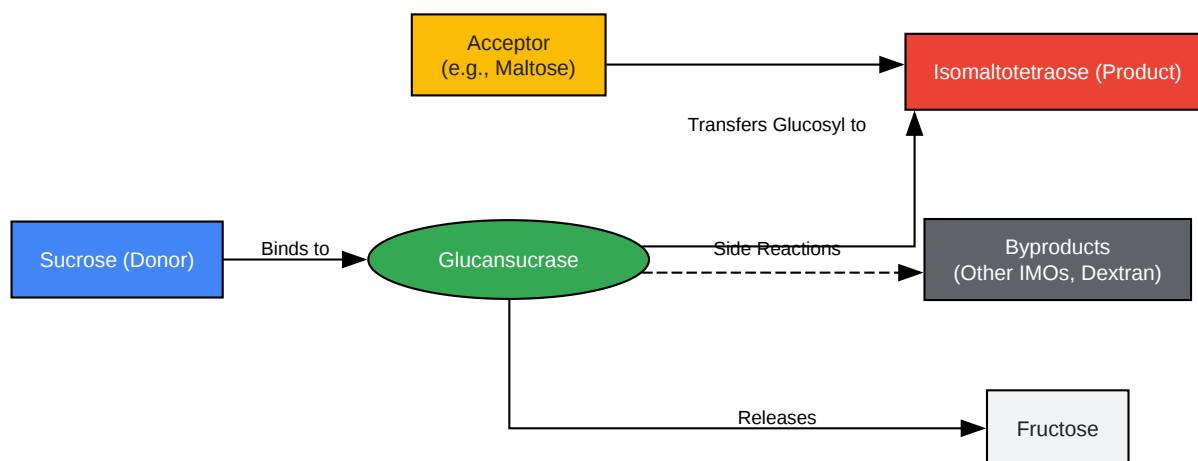 Acceptor
(e.g., Maltose)
Isomaltotetraose (Product)
Transfers Glucosyl to
Sucrose (Donor)
Binds to
Glucansucrase
Side Reactions
Byproducts
(Other IMOs, Dextran)
Releases
Fructose